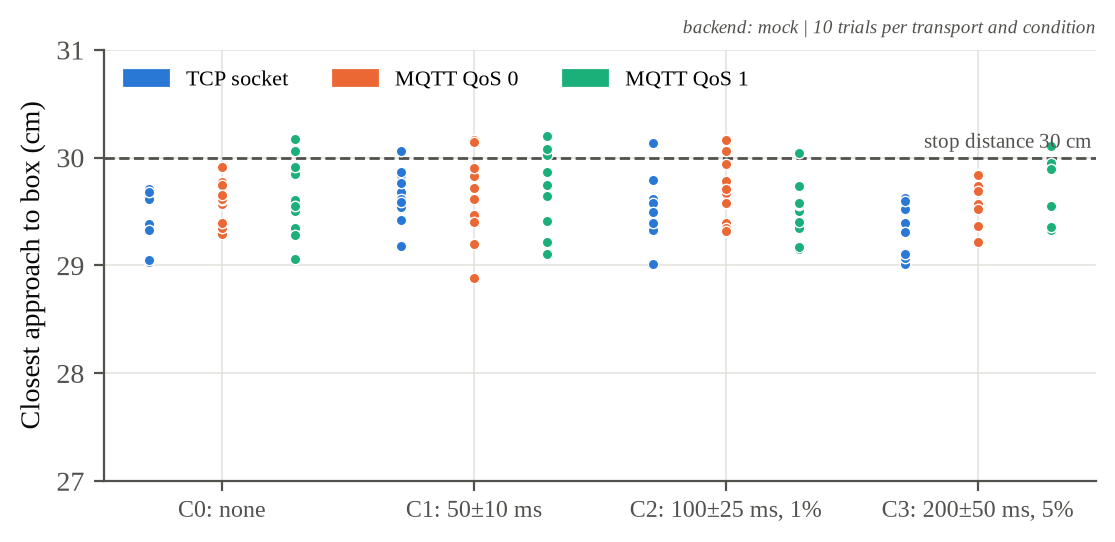 backend: mock | 10 trials per transport and condition
31
TCP socket
MQTT QoS 0
MQTT QoS 1
Closest approach to box (cm)
stop distance 30 cm
30
29
28
27
C0: none
C1: 50±10 ms
C2: 100±25 ms, 1%
C3: 200±50 ms, 5%